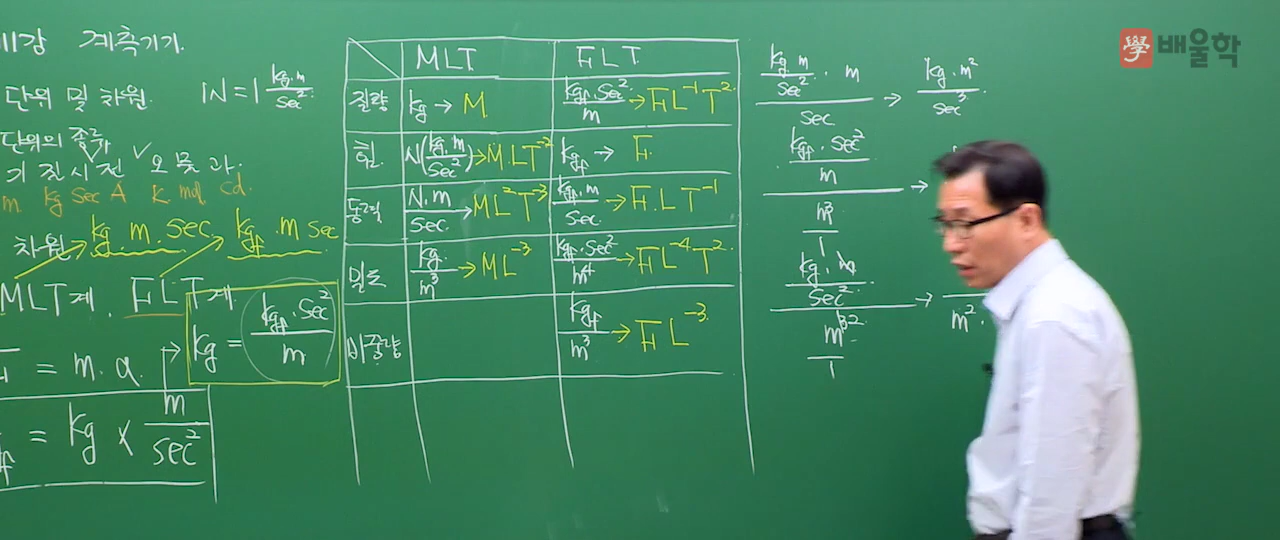 11강 계측기기.
단위 및 차원. 1N = 1 kg·m/sec²
단위의 종류
기 진 시 전 온 물 광.
m kg sec A K mol cd.
차원 kg. m. sec. kgf. m sec
MLT계. FLT계.
kg = kgf·sec²/m
F = m. a.
kgf = kg × m/sec²
MLT FLT
질량 kg → M kgf·sec²/m → FL⁻¹T²
힘 N(kg·m/sec²) → MLT⁻² kgf → F.
동력 N·m/sec → ML²T⁻³ kgf·m/sec → F.LT⁻¹
밀도 kg/m³ → ML⁻³ kgf·sec²/m⁴ → FL⁻⁴T²
비중량 kgf/m³ → FL⁻³
kg·m/sec² · m / sec → kg·m²/sec³
kgf·sec²/m / m³/1 →
kg·m/sec² / m³/1 → m²·
學 배울학